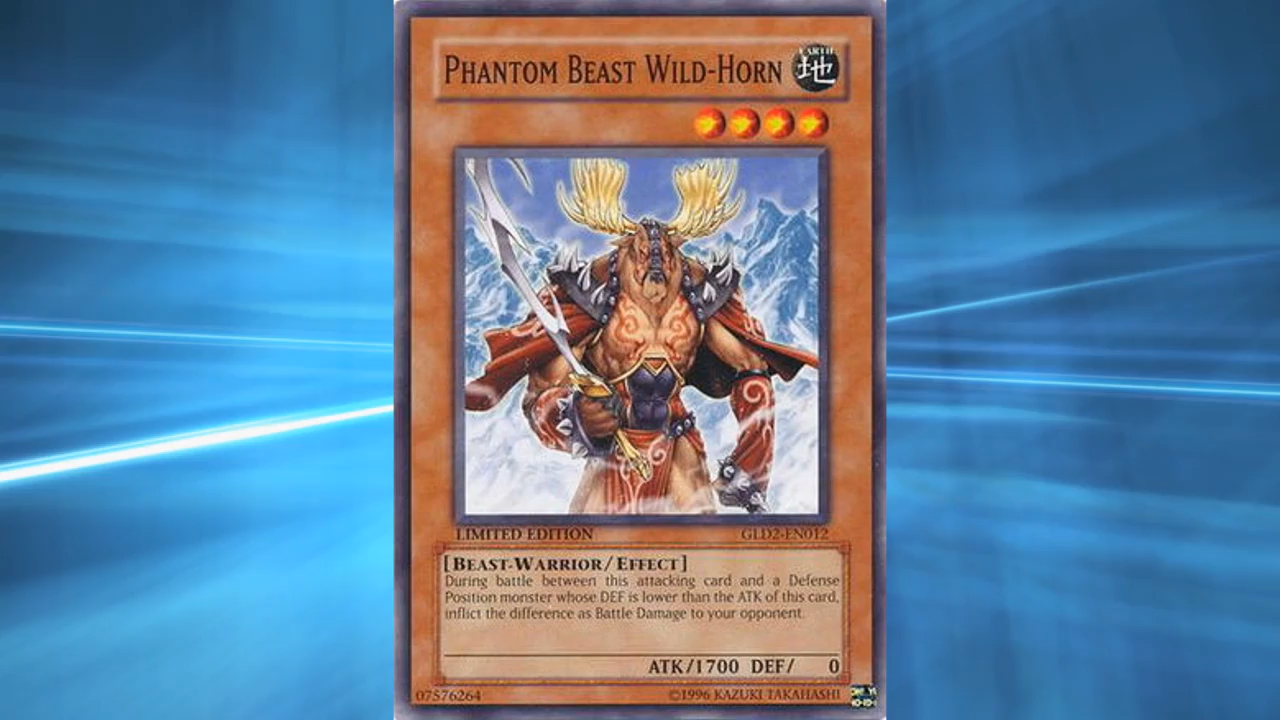 PHANTOM BEAST WILD-HORN
EARTH
地
LIMITED EDITION
GLD2-EN012
[BEAST-WARRIOR/EFFECT]
During battle between this attacking card and a Defense
Position monster whose DEF is lower than the ATK of this card,
inflict the difference as Battle Damage to your opponent.
ATK/1700 DEF/ 0
07576264
©1996 KAZUKI TAKAHASHI